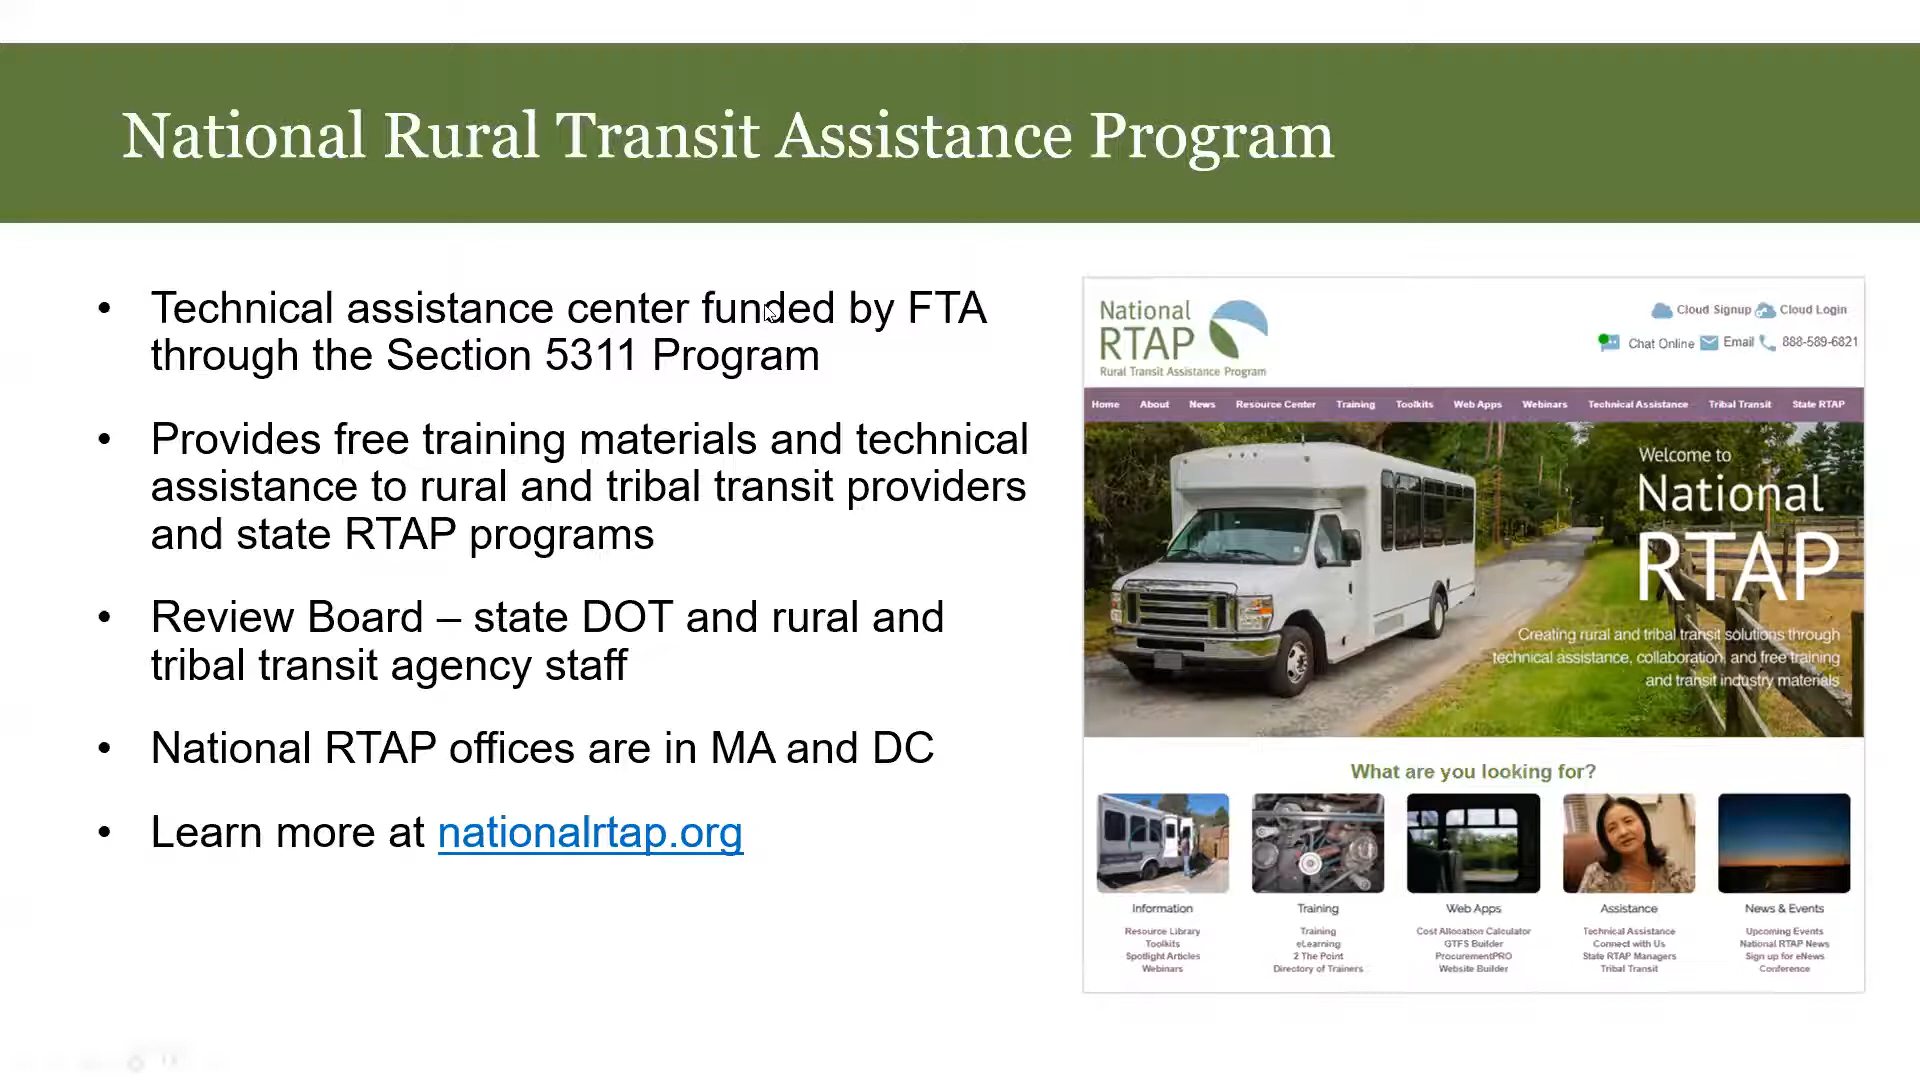 National Rural Transit Assistance Program
• Technical assistance center funded by FTA
through the Section 5311 Program
• Provides free training materials and technical
assistance to rural and tribal transit providers
and state RTAP programs
• Review Board – state DOT and rural and
tribal transit agency staff
• National RTAP offices are in MA and DC
• Learn more at nationalrtap.org
National
RTAP
Rural Transit Assistance Program
Cloud Signup Cloud Login
Chat Online Email 888-589-6821
Home About News Resource Center Training Toolkits Web Apps Webinars Technical Assistance Tribal Transit State RTAP
Welcome to
National
RTAP
Creating rural and tribal transit solutions through
technical assistance, collaboration, and free training
and transit industry materials
What are you looking for?
Information
Resource Library
Toolkits
Spotlight Articles
Webinars
Training
Training
eLearning
2 The Point
Directory of Trainers
Web Apps
Cost Allocation Calculator
GTFS Builder
ProcurementPRO
Website Builder
Assistance
Technical Assistance
Connect with Us
State RTAP Managers
Tribal Transit
News & Events
Upcoming Events
National RTAP News
Sign up for eNews
Conference